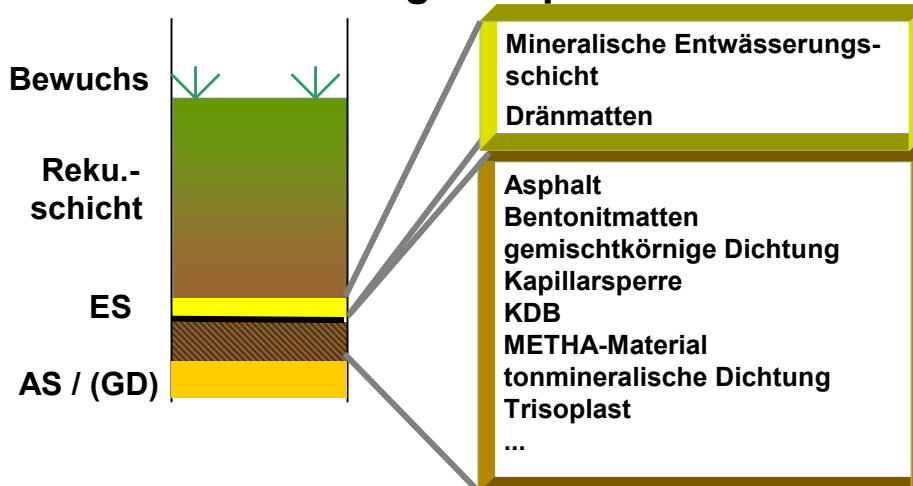 Bewuchs
Reku.-
schicht
ES
AS / (GD)
Mineralische Entwässerungs-
schicht
Dränmatten
Asphalt
Bentonitmatten
gemischtkörnige Dichtung
Kapillarsperre
KDB
METHA-Material
tonmineralische Dichtung
Trisoplast
...